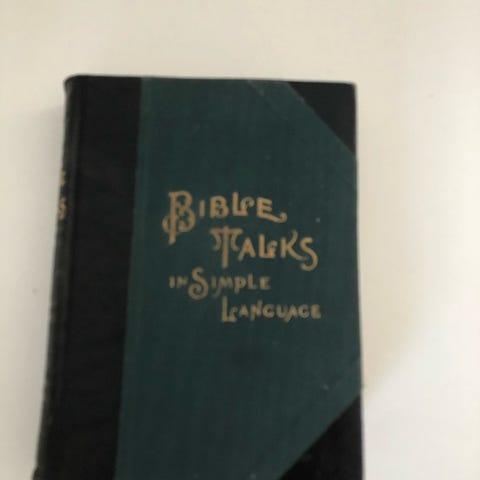 Bible
Talks
in Simple
Language